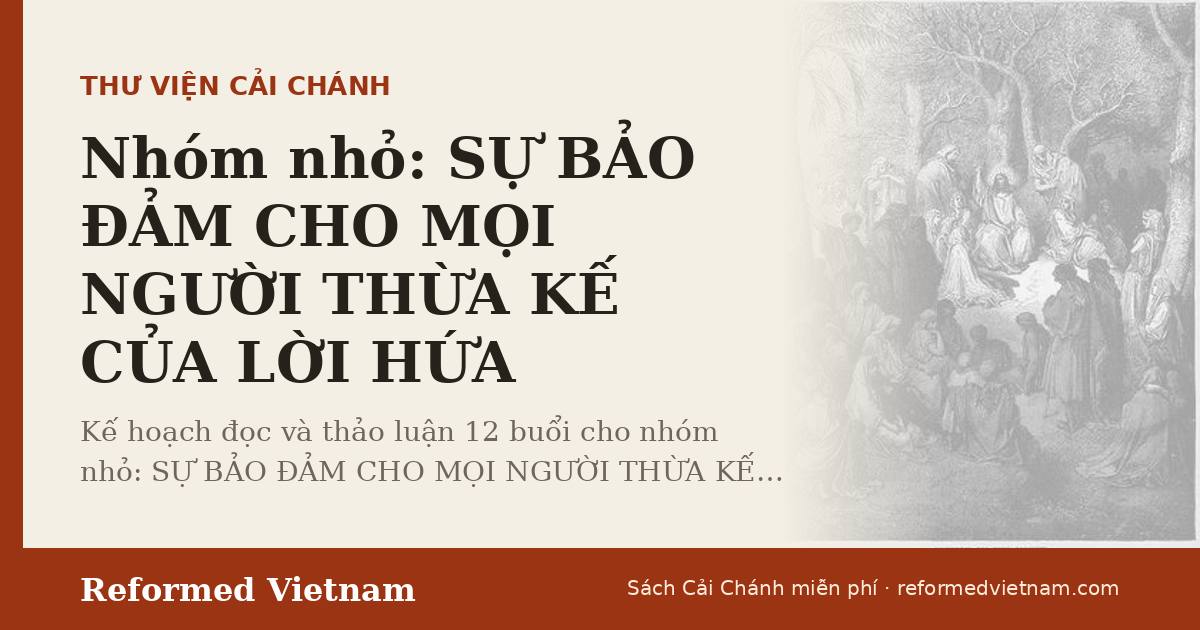 THƯ VIỆN CẢI CHÁNH
Nhóm nhỏ: SỰ BẢO
ĐẢM CHO MỌI
NGƯỜI THỪA KẾ
CỦA LỜI HỨA
Kế hoạch đọc và thảo luận 12 buổi cho nhóm
nhỏ: SỰ BẢO ĐẢM CHO MỌI NGƯỜI THỪA KẾ…
Reformed Vietnam
Sách Cải Chánh miễn phí · reformedvietnam.com